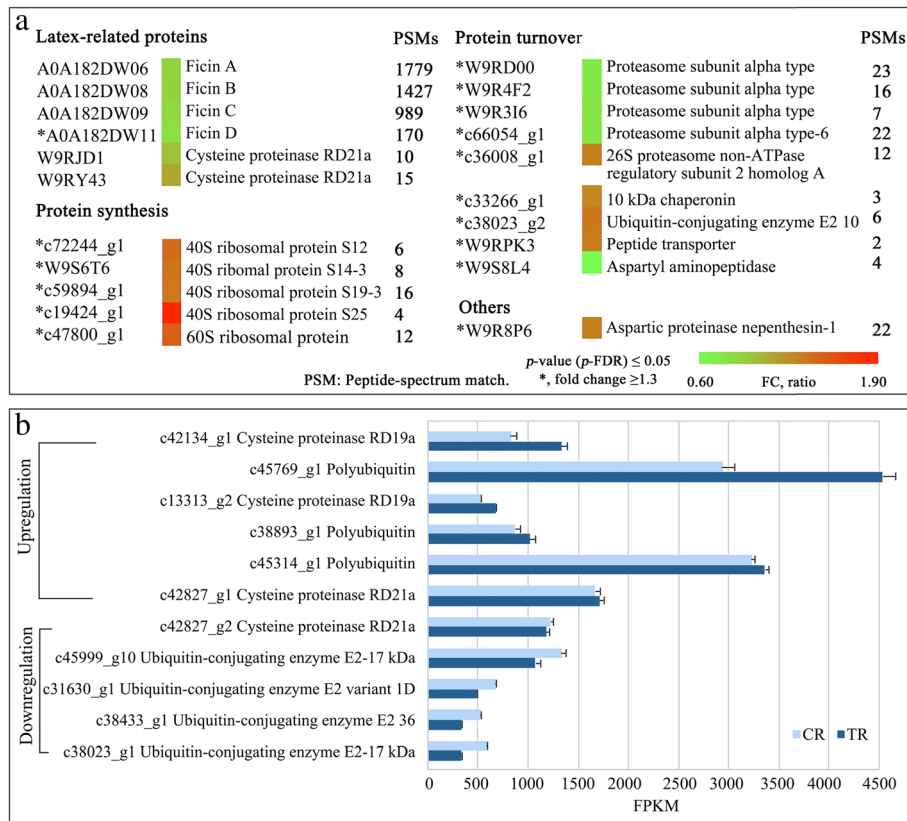 a
Latex-related proteins PSMs
A0A182DW06 Ficin A 1779
A0A182DW08 Ficin B 1427
A0A182DW09 Ficin C 989
*A0A182DW11 Ficin D 170
W9RJD1 Cysteine proteinase RD21a 10
W9RY43 Cysteine proteinase RD21a 15
Protein synthesis
*c72244_g1 40S ribosomal protein S12 6
*W9S6T6 40S ribomal protein S14-3 8
*c59894_g1 40S ribosomal protein S19-3 16
*c19424_g1 40S ribosomal protein S25 4
*c47800_g1 60S ribosomal protein 12
Protein turnover PSMs
*W9RD00 Proteasome subunit alpha type 23
*W9R4F2 Proteasome subunit alpha type 16
*W9R3I6 Proteasome subunit alpha type 7
*c66054_g1 Proteasome subunit alpha type-6 22
*c36008_g1 26S proteasome non-ATPase 12
regulatory subunit 2 homolog A
*c33266_g1 10 kDa chaperonin 3
*c38023_g2 Ubiquitin-conjugating enzyme E2 10 6
*W9RPK3 Peptide transporter 2
*W9S8L4 Aspartyl aminopeptidase 4
Others
*W9R8P6 Aspartic proteinase nepenthesin-1 22
p-value (p-FDR) ≤ 0.05
PSM: Peptide-spectrum match. *, fold change ≥1.3
0.60 FC, ratio 1.90
b
Upregulation
c42134_g1 Cysteine proteinase RD19a
c45769_g1 Polyubiquitin
c13313_g2 Cysteine proteinase RD19a
c38893_g1 Polyubiquitin
c45314_g1 Polyubiquitin
c42827_g1 Cysteine proteinase RD21a
Downregulation
c42827_g2 Cysteine proteinase RD21a
c45999_g10 Ubiquitin-conjugating enzyme E2-17 kDa
c31630_g1 Ubiquitin-conjugating enzyme E2 variant 1D
c38433_g1 Ubiquitin-conjugating enzyme E2 36
c38023_g1 Ubiquitin-conjugating enzyme E2-17 kDa
CR TR
0 500 1000 1500 2000 2500 3000 3500 4000 4500
FPKM